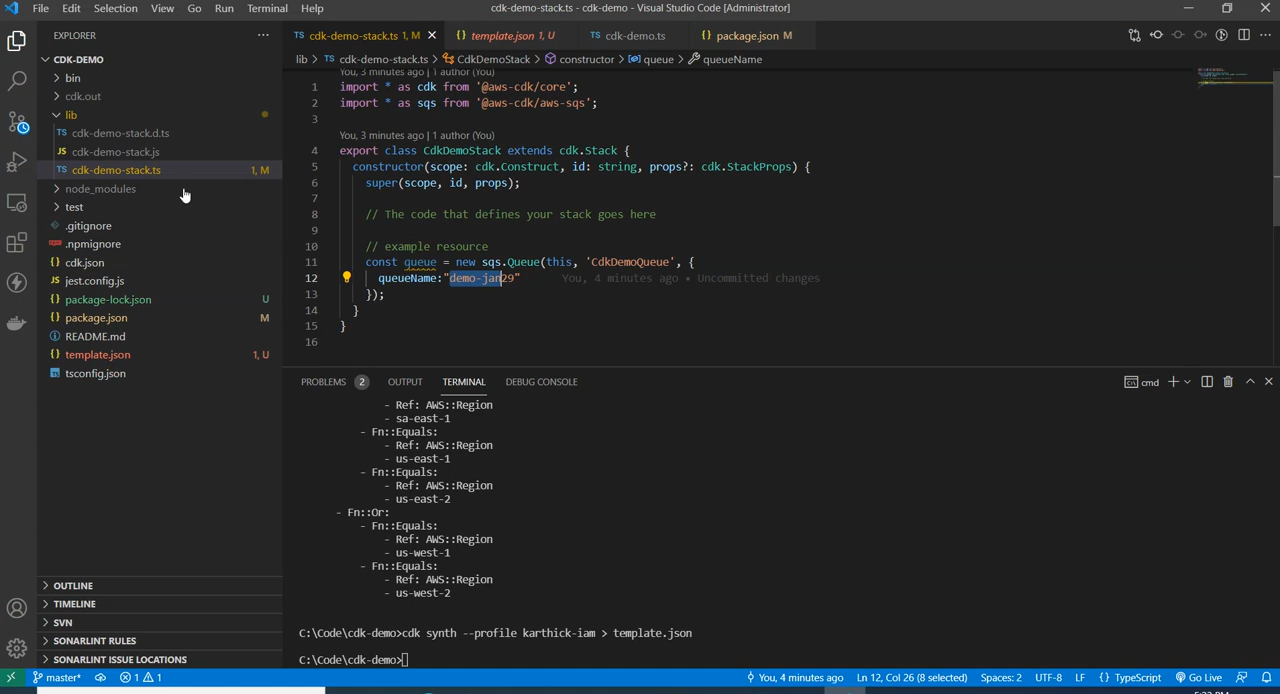 File Edit Selection View Go Run Terminal Help
cdk-demo-stack.ts - cdk-demo - Visual Studio Code [Administrator]
EXPLORER
CDK-DEMO
bin
cdk.out
lib
TS cdk-demo-stack.d.ts
JS cdk-demo-stack.js
TS cdk-demo-stack.ts 1, M
node_modules
test
.gitignore
.npmignore
{} cdk.json
JS jest.config.js
{} package-lock.json U
{} package.json M
README.md
{} template.json 1, U
tsconfig.json
OUTLINE
TIMELINE
SVN
SONARLINT RULES
SONARLINT ISSUE LOCATIONS
TS cdk-demo-stack.ts 1, M
{} template.json 1, U
TS cdk-demo.ts
{} package.json M
lib > TS cdk-demo-stack.ts > CdkDemoStack > constructor > queue > queueName
You, 3 minutes ago | 1 author (You)
1 import * as cdk from '@aws-cdk/core';
2 import * as sqs from '@aws-cdk/aws-sqs';
3
You, 3 minutes ago | 1 author (You)
4 export class CdkDemoStack extends cdk.Stack {
5 constructor(scope: cdk.Construct, id: string, props?: cdk.StackProps) {
6 super(scope, id, props);
7
8 // The code that defines your stack goes here
9
10 // example resource
11 const queue = new sqs.Queue(this, 'CdkDemoQueue', {
12 queueName:"demo-jan29" You, 4 minutes ago • Uncommitted changes
13 });
14 }
15 }
16
PROBLEMS 2 OUTPUT TERMINAL DEBUG CONSOLE
cmd
- Ref: AWS::Region
- sa-east-1
- Fn::Equals:
- Ref: AWS::Region
- us-east-1
- Fn::Equals:
- Ref: AWS::Region
- us-east-2
- Fn::Or:
- Fn::Equals:
- Ref: AWS::Region
- us-west-1
- Fn::Equals:
- Ref: AWS::Region
- us-west-2
C:\Code\cdk-demo>cdk synth --profile karthick-iam > template.json
C:\Code\cdk-demo>
master* 1 1 You, 4 minutes ago Ln 12, Col 26 (8 selected) Spaces: 2 UTF-8 LF {} TypeScript Go Live